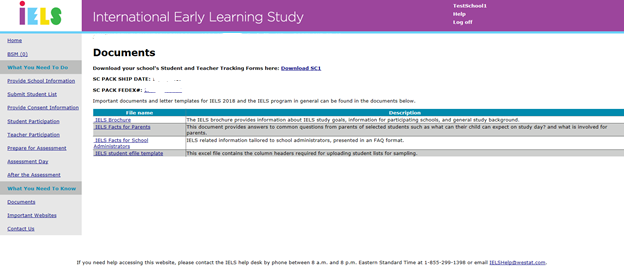 iELS
International Early Learning Study
TestSchool1
Help
Log off
Home
BSM (0)
What You Need To Do
Provide School Information
Submit Student List
Provide Consent Information
Student Participation
Teacher Participation
Prepare for Assessment
Assessment Day
After the Assessment
What You Need To Know
Documents
Important Websites
Contact Us
Documents
Download your school's Student and Teacher Tracking Forms here: Download SC1
SC PACK SHIP DATE:
SC PACK FEDEX#:
Important documents and letter templates for IELS 2018 and the IELS program in general can be found in the documents below.
File name Description
IELS Brochure The IELS brochure provides information about IELS study goals, information for participating schools, and general study background.
IELS Facts for Parents This document provides answers to common questions from parents of selected students such as what can their child can expect on study day? and what is involved for
parents.
IELS Facts for School IELS related information tailored to school administrators, presented in an FAQ format.
Administrators
IELS student efile template This excel file contains the column headers required for uploading student lists for sampling.
If you need help accessing this website, please contact the IELS help desk by phone between 8 a.m. and 8 p.m. Eastern Standard Time at 1-855-299-1398 or email IELSHelp@westat.com.